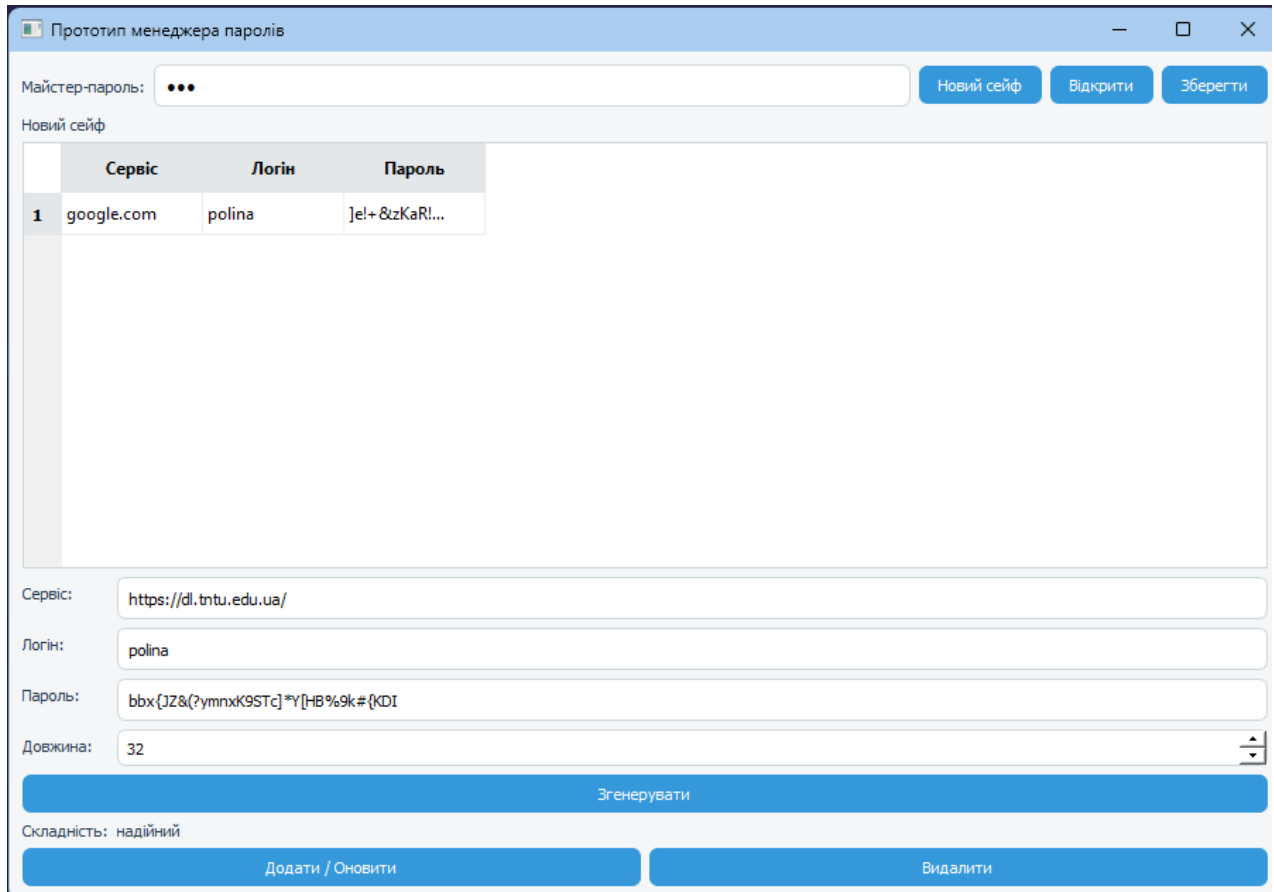 Прототип менеджера паролів
Майстер-пароль: ●●● Новий сейф Відкрити Зберегти
Новий сейф
Сервіс Логін Пароль
1 google.com polina ]e!+&zKaR!...
Сервіс: https://dl.tntu.edu.ua/
Логін: polina
Пароль: bbx{JZ&(?ymnxK9STc]*Y[HB%9k#{KDI
Довжина: 32
Згенерувати
Складність: надійний
Додати / Оновити Видалити